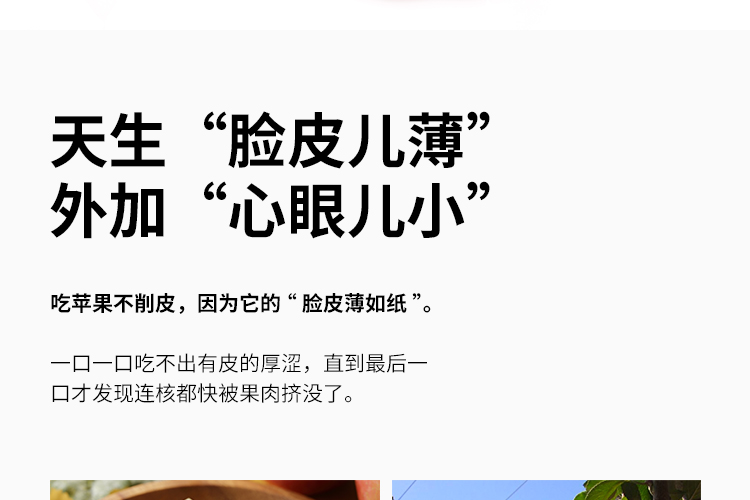 天生“脸皮儿薄”
外加“心眼儿小”
吃苹果不削皮，因为它的 “ 脸皮薄如纸 ”。
一口一口吃不出有皮的厚涩，直到最后一
口才发现连核都快被果肉挤没了。